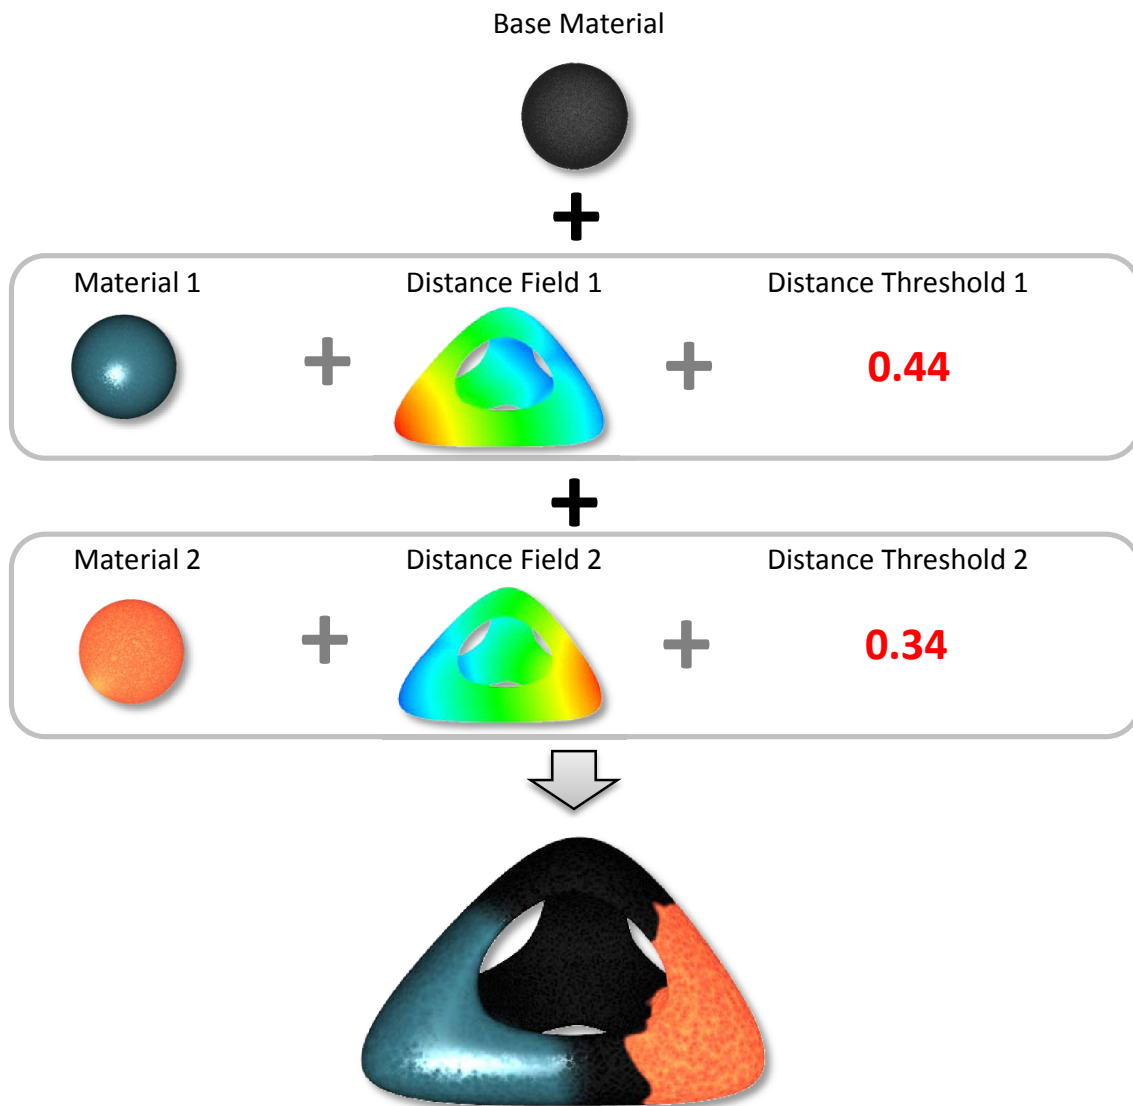 Base Material
Material 1
Distance Field 1
Distance Threshold 1
0.44
Material 2
Distance Field 2
Distance Threshold 2
0.34